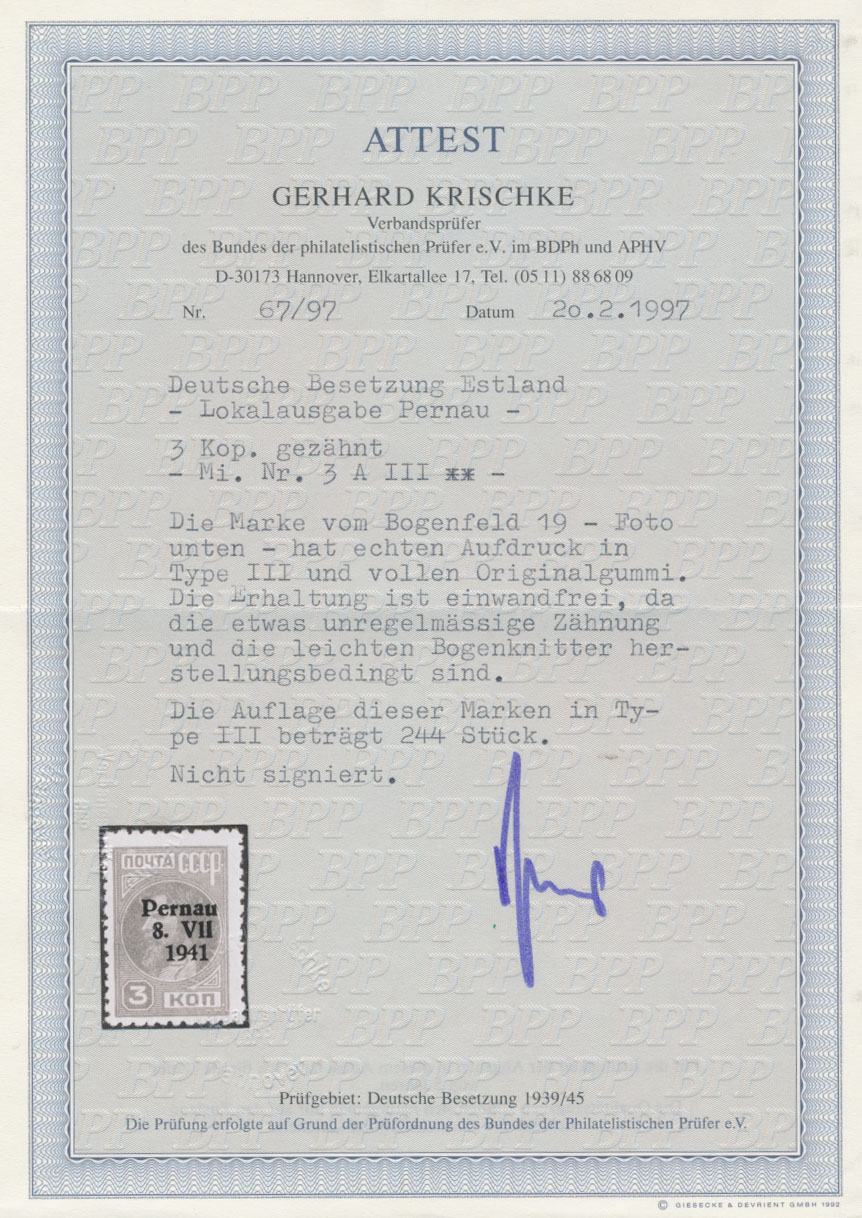 ATTEST
GERHARD KRISCHKE
Verbandsprüfer
des Bundes der philatelistischen Prüfer e.V. im BDPh und APHV
D-30173 Hannover, Elkartallee 17, Tel. (05 11) 88 68 09
Nr. 67/97 Datum 20.2.1997
Deutsche Besetzung Estland
- Lokalausgabe Pernau -
3 Kop. gezähnt
- Mi. Nr. 3 A III ** -
Die Marke vom Bogenfeld 19 - Foto
unten - hat echten Aufdruck in
Type III und vollen Originalgummi.
Die Erhaltung ist einwandfrei, da
die etwas unregelmässige Zähnung
und die leichten Bogenknitter her-
stellungsbedingt sind.
Die Auflage dieser Marken in Ty-
pe III beträgt 244 Stück.
Nicht signiert.
ПОЧТА СССР
Pernau
8. VII
1941
3 КОП
Prüfgebiet: Deutsche Besetzung 1939/45
Die Prüfung erfolgte auf Grund der Prüfordnung des Bundes der Philatelistischen Prüfer e.V.
© GIESECKE & DEVRIENT GMBH 1992